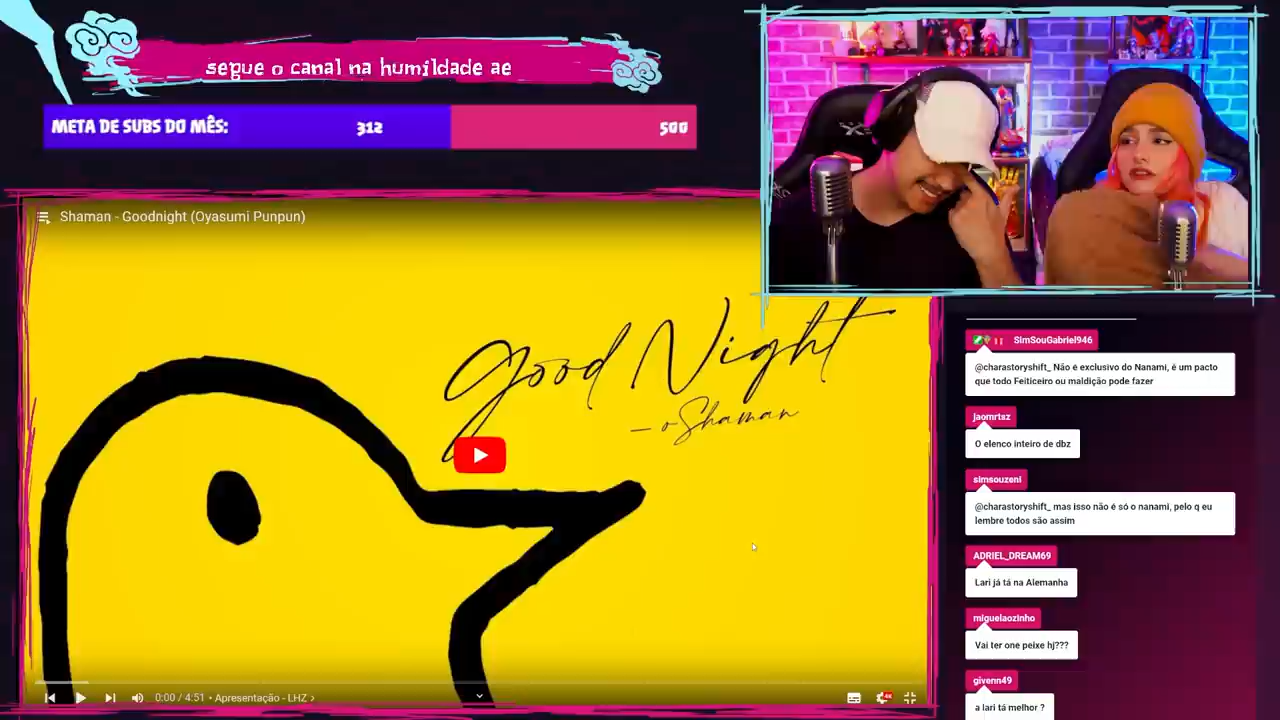 segue o canal na humildade ae
META DE SUBS DO MÊS: 312 500
Shaman - Goodnight (Oyasumi Punpun)
Good Night
- oShaman
0:00 / 4:51 • Apresentação - LHZ ›
SimSouGabriel946
@charastoryshift_ Não é exclusivo do Nanami, é um pacto
que todo Feiticeiro ou maldição pode fazer
jaomrtxz
O elenco inteiro de dbz
simsouzeni
@charastoryshift_ mas isso não é só o nanami, pelo q eu
lembre todos são assim
ADRIEL_DREAM69
Lari já tá na Alemanha
miguelaozinho
Vai ter one peixe hj???
givenn49
a lari tá melhor ?